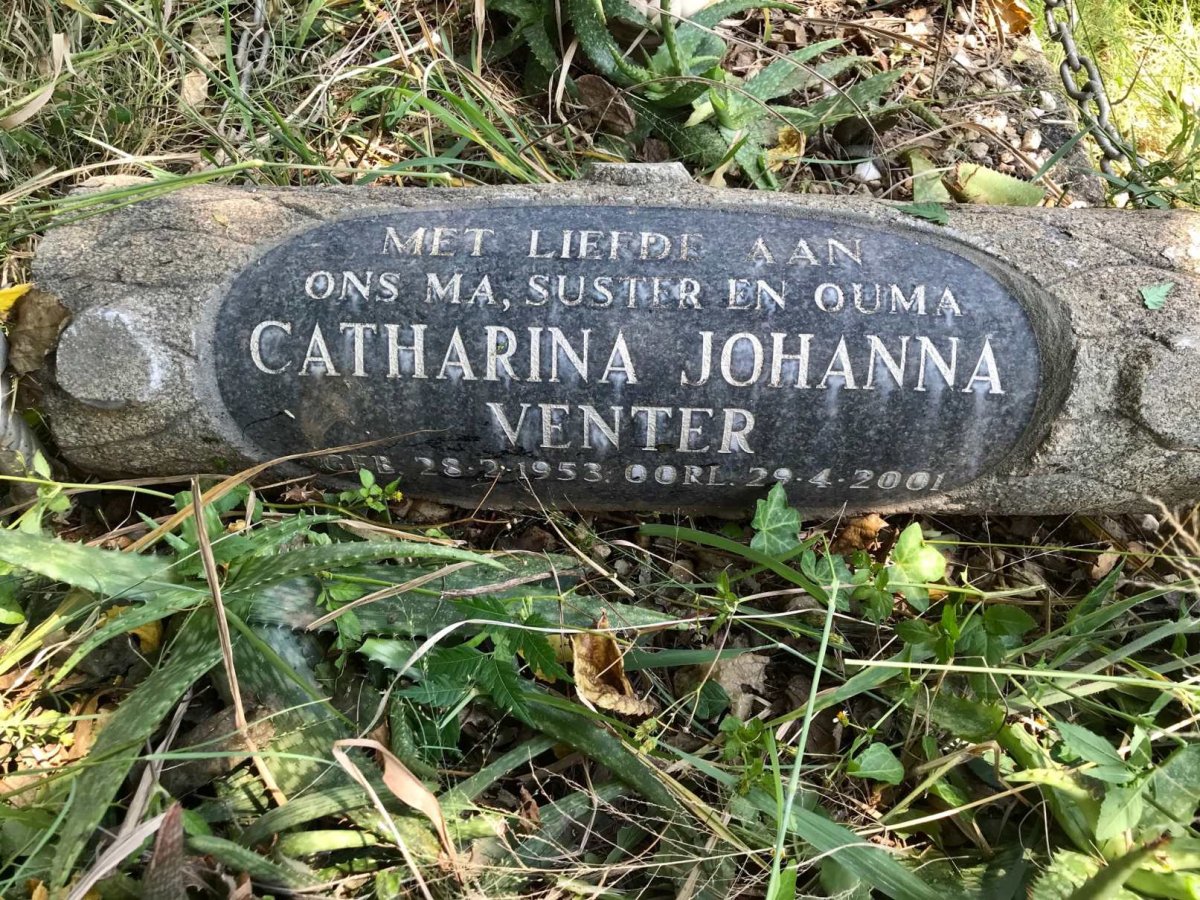 MET LIEFDE AAN
ONS MA, SUSTER EN OUMA
CATHARINA JOHANNA
VENTER
GEB. 28·2·1953. OORL. 29·4·2001